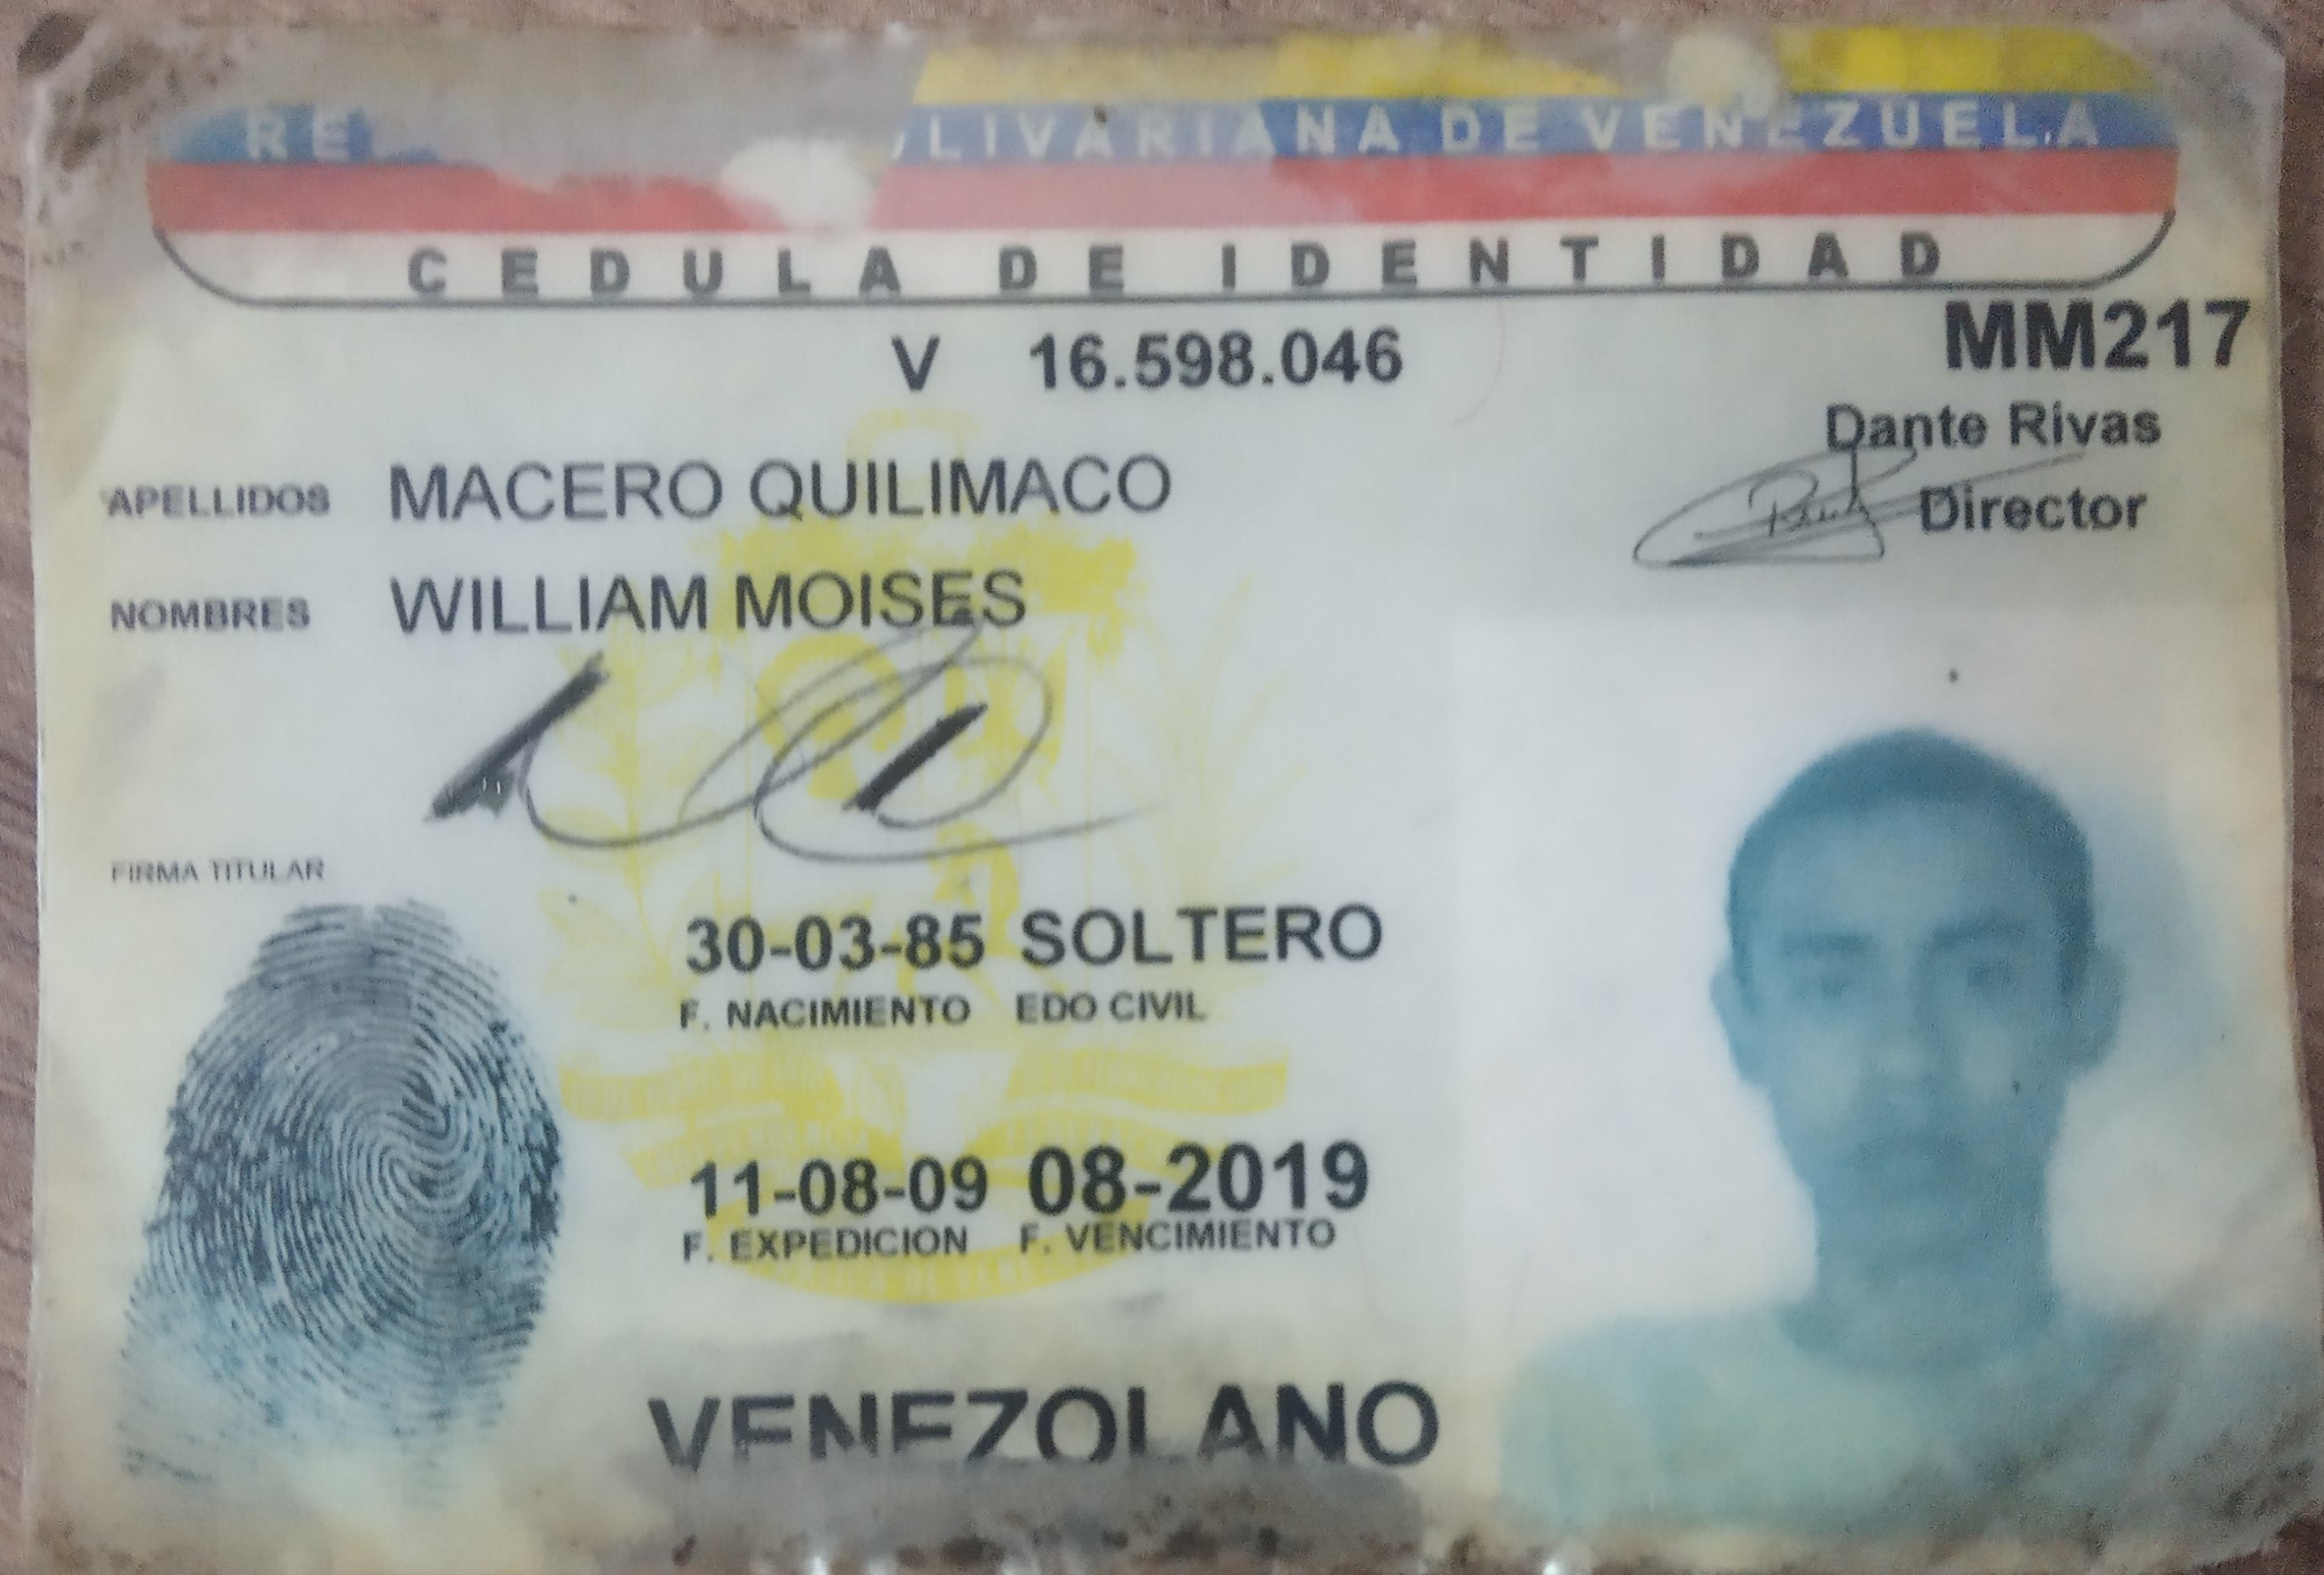 RE LIVARIANA DE VENEZUELA
CEDULA DE IDENTIDAD
V 16.598.046
MM217
Dante Rivas
Director
APELLIDOS MACERO QUILIMACO
NOMBRES WILLIAM MOISES
FIRMA TITULAR
30-03-85 SOLTERO
F. NACIMIENTO EDO CIVIL
11-08-09 08-2019
F. EXPEDICION F. VENCIMIENTO
VENEZOLANO